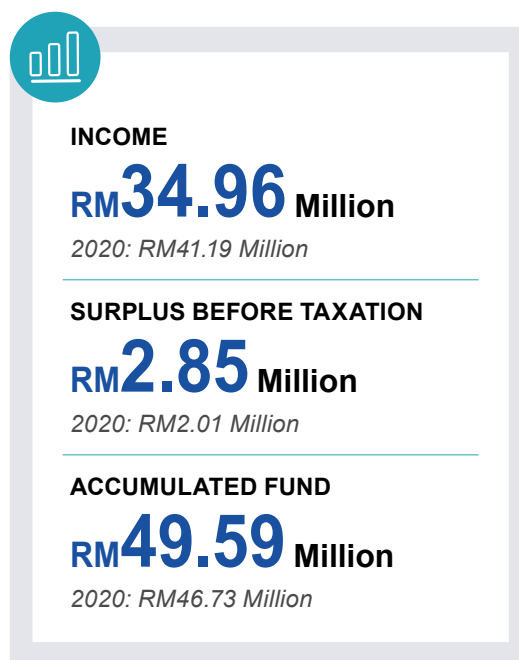 INCOME
RM34.96 Million
2020: RM41.19 Million
SURPLUS BEFORE TAXATION
RM2.85 Million
2020: RM2.01 Million
ACCUMULATED FUND
RM49.59 Million
2020: RM46.73 Million